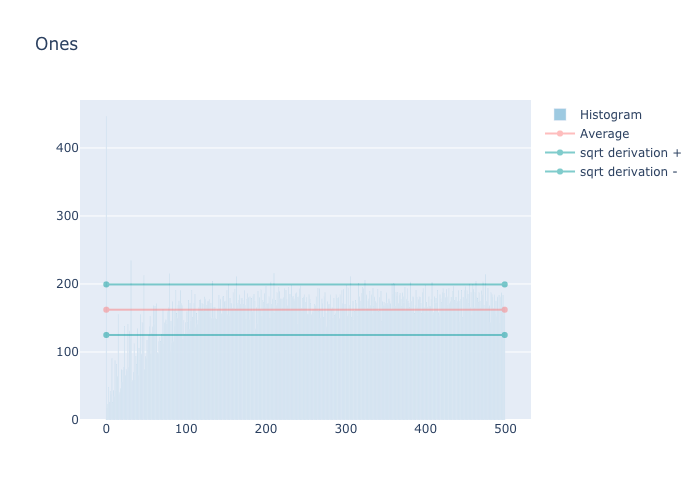 Ones
Histogram
Average
sqrt derivation +
sqrt derivation -
400
300
200
100
0
0 100 200 300 400 500